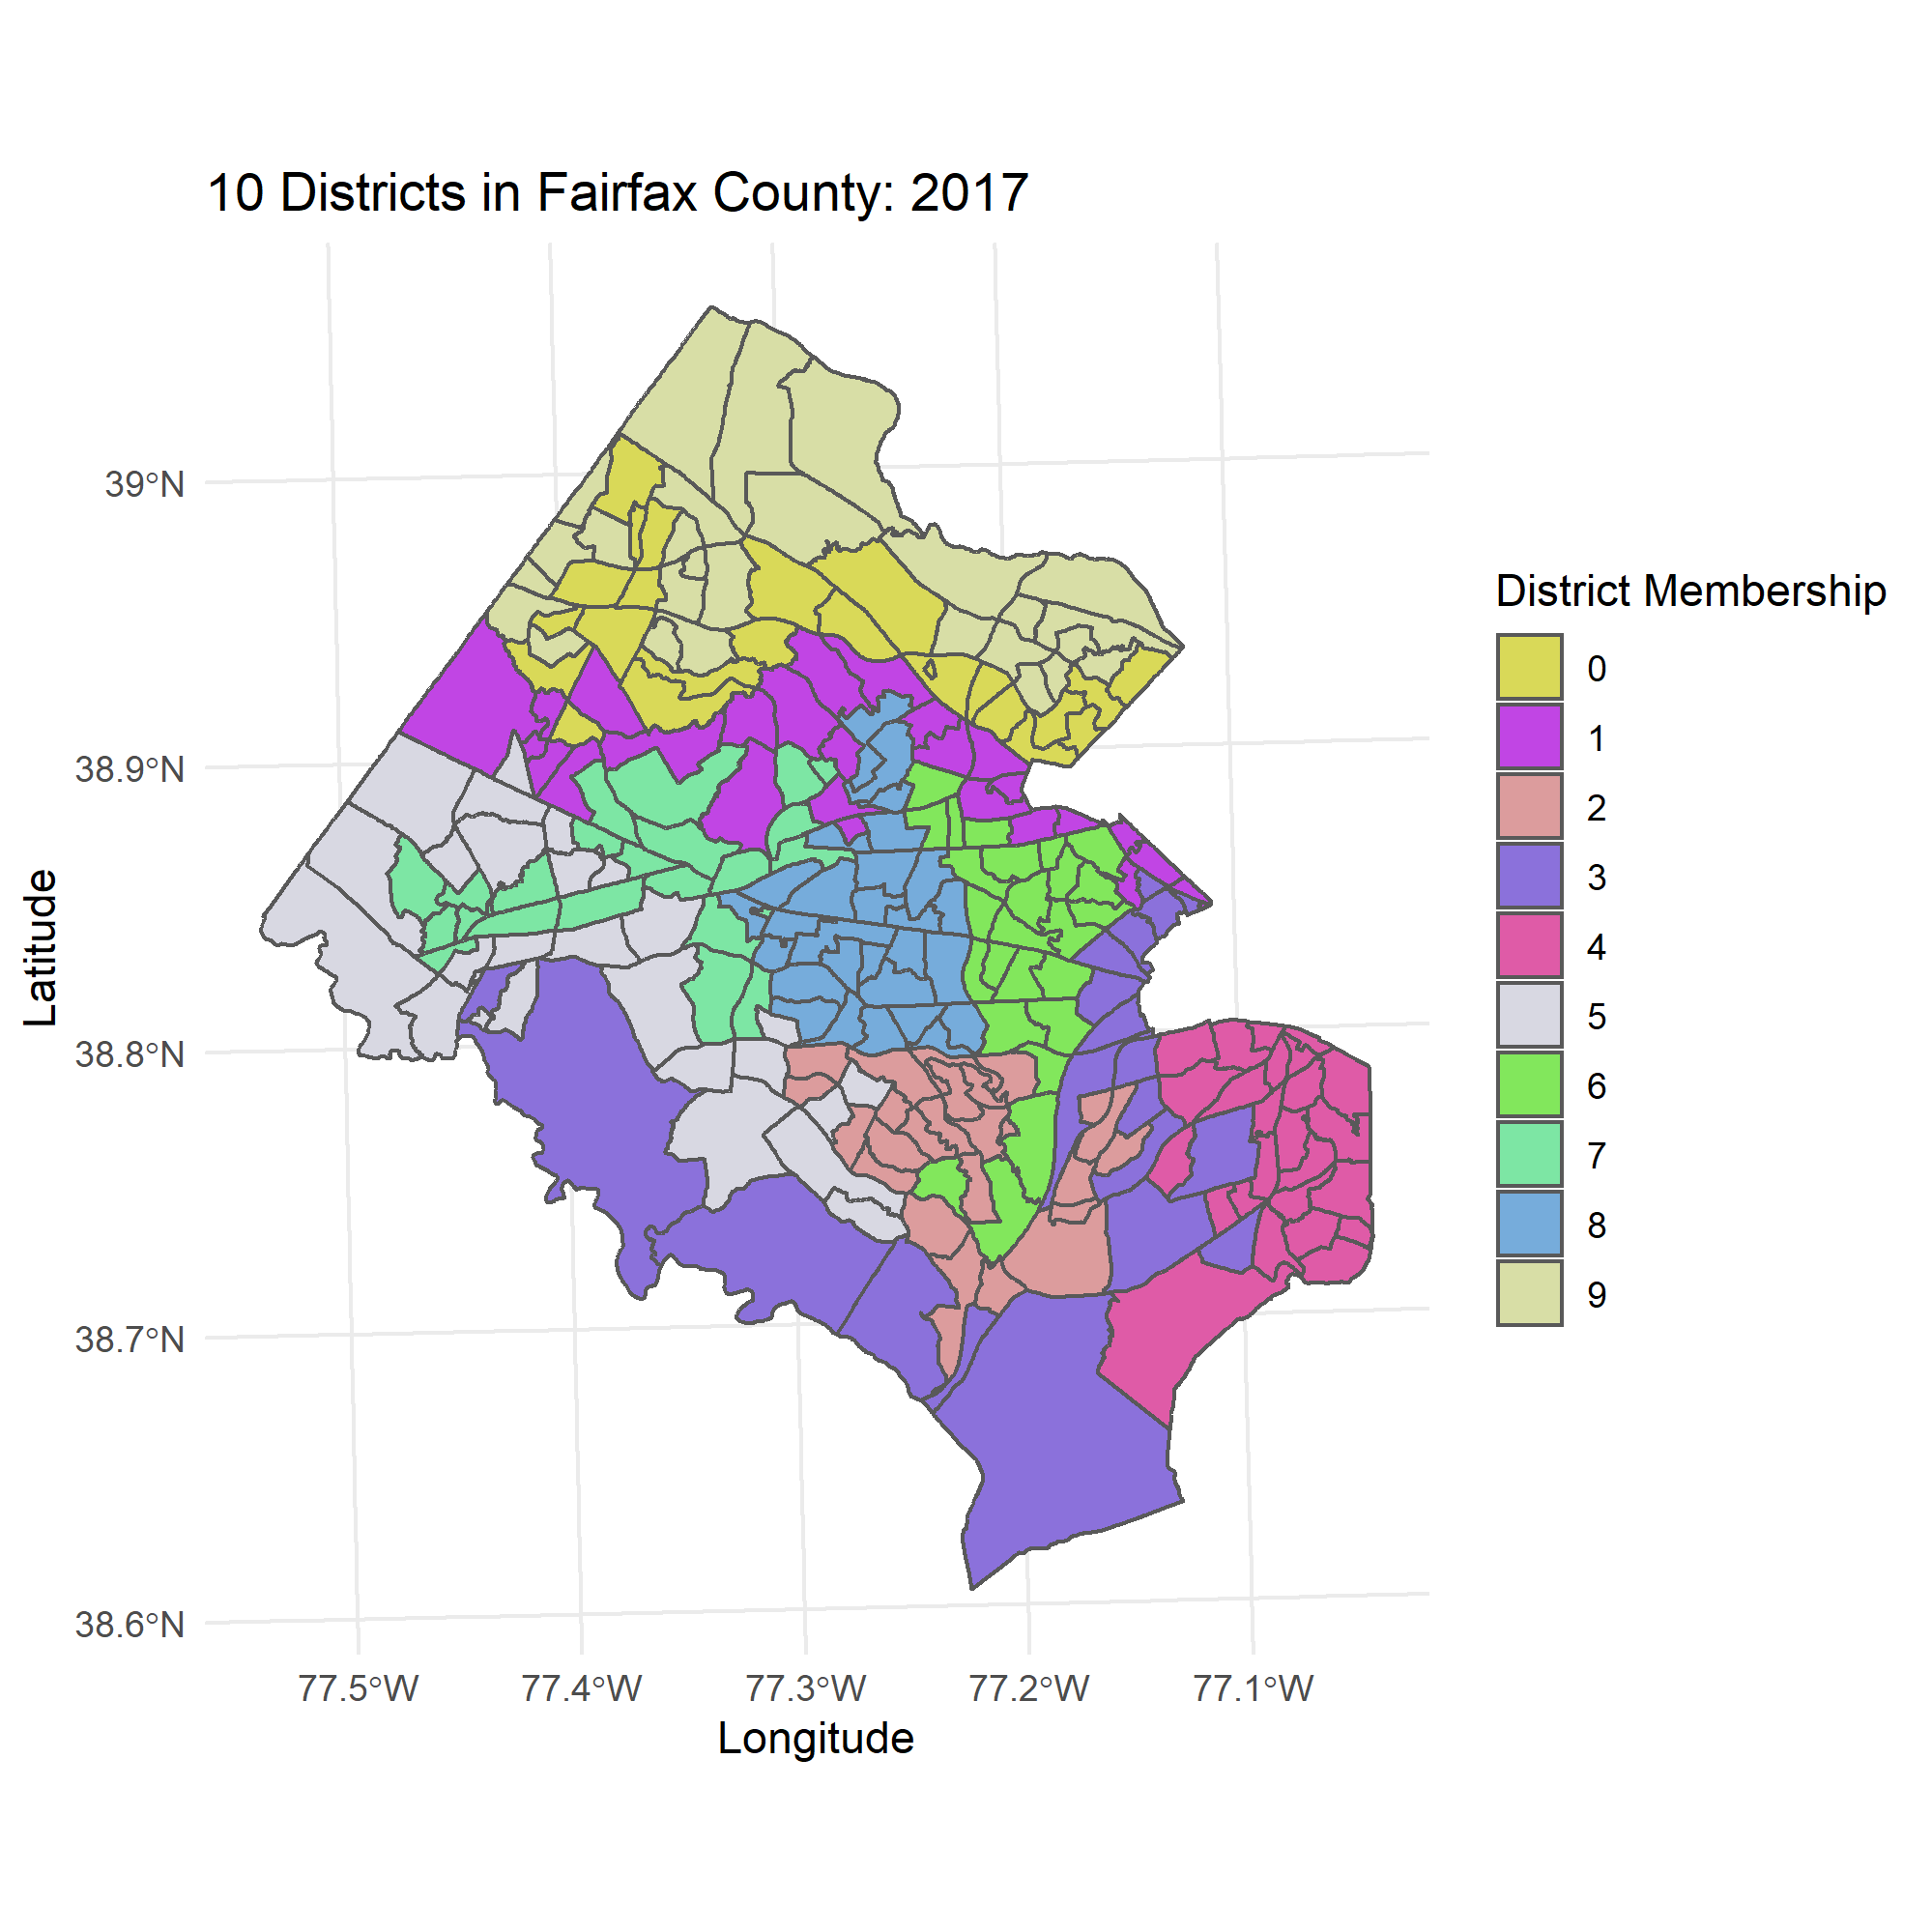 10 Districts in Fairfax County: 2017
39°N
38.9°N
38.8°N
38.7°N
38.6°N
Latitude
77.5°W
77.4°W
77.3°W
77.2°W
77.1°W
Longitude
District Membership
0
1
2
3
4
5
6
7
8
9